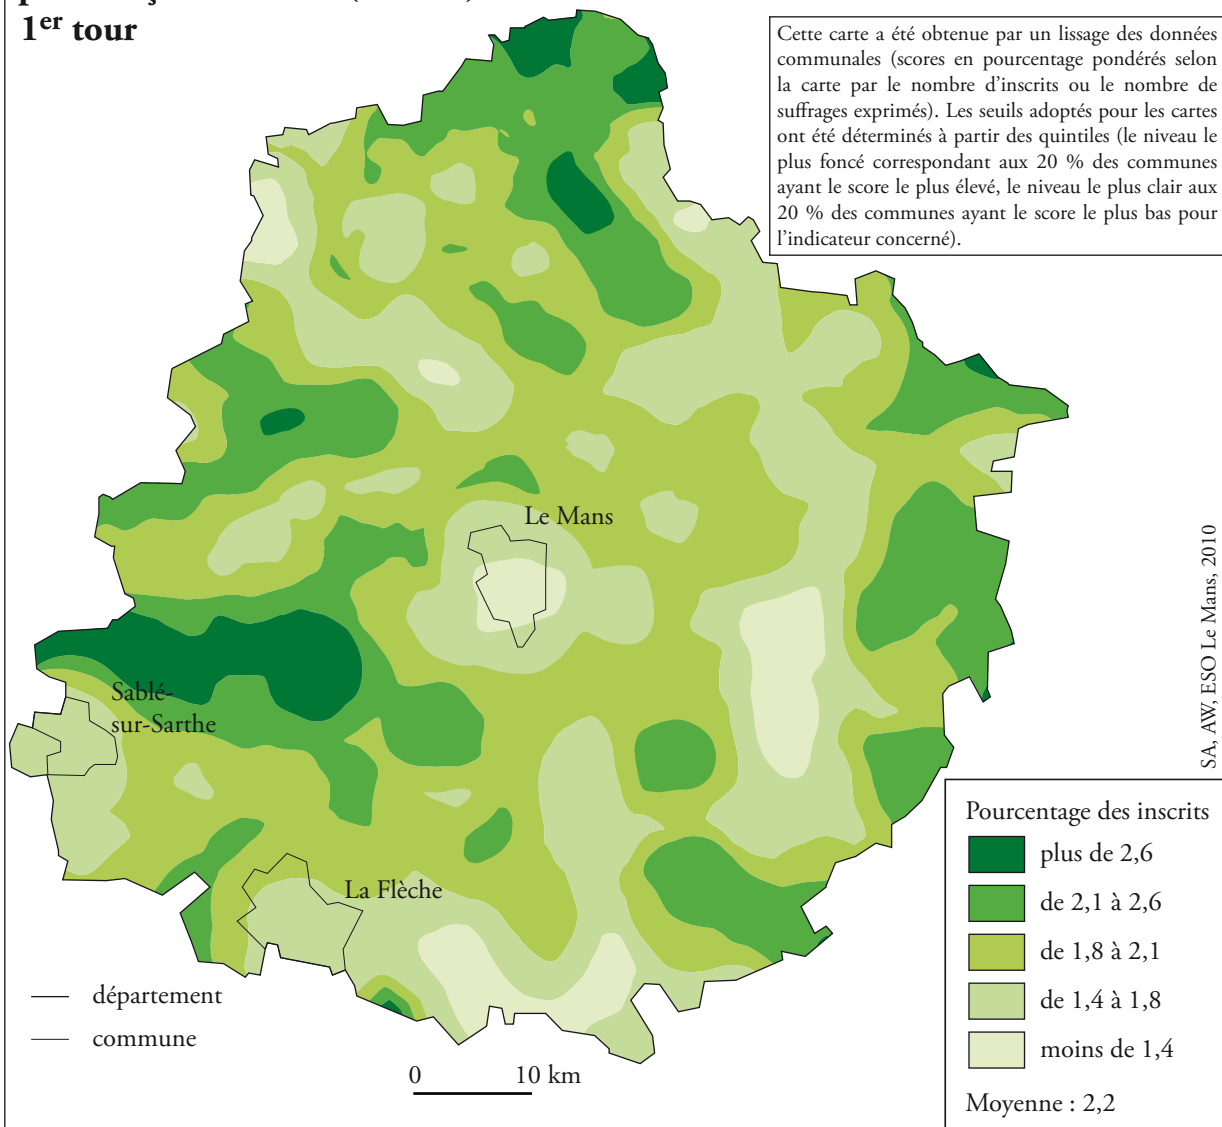 1er tour
Cette carte a été obtenue par un lissage des données
communales (scores en pourcentage pondérés selon
la carte par le nombre d'inscrits ou le nombre de
suffrages exprimés). Les seuils adoptés pour les cartes
ont été déterminés à partir des quintiles (le niveau le
plus foncé correspondant aux 20 % des communes
ayant le score le plus élevé, le niveau le plus clair aux
20 % des communes ayant le score le plus bas pour
l'indicateur concerné).
Le Mans
Sablé-
sur-Sarthe
La Flèche
SA, AW, ESO Le Mans, 2010
Pourcentage des inscrits
plus de 2,6
de 2,1 à 2,6
de 1,8 à 2,1
de 1,4 à 1,8
moins de 1,4
Moyenne : 2,2
département
commune
0 10 km